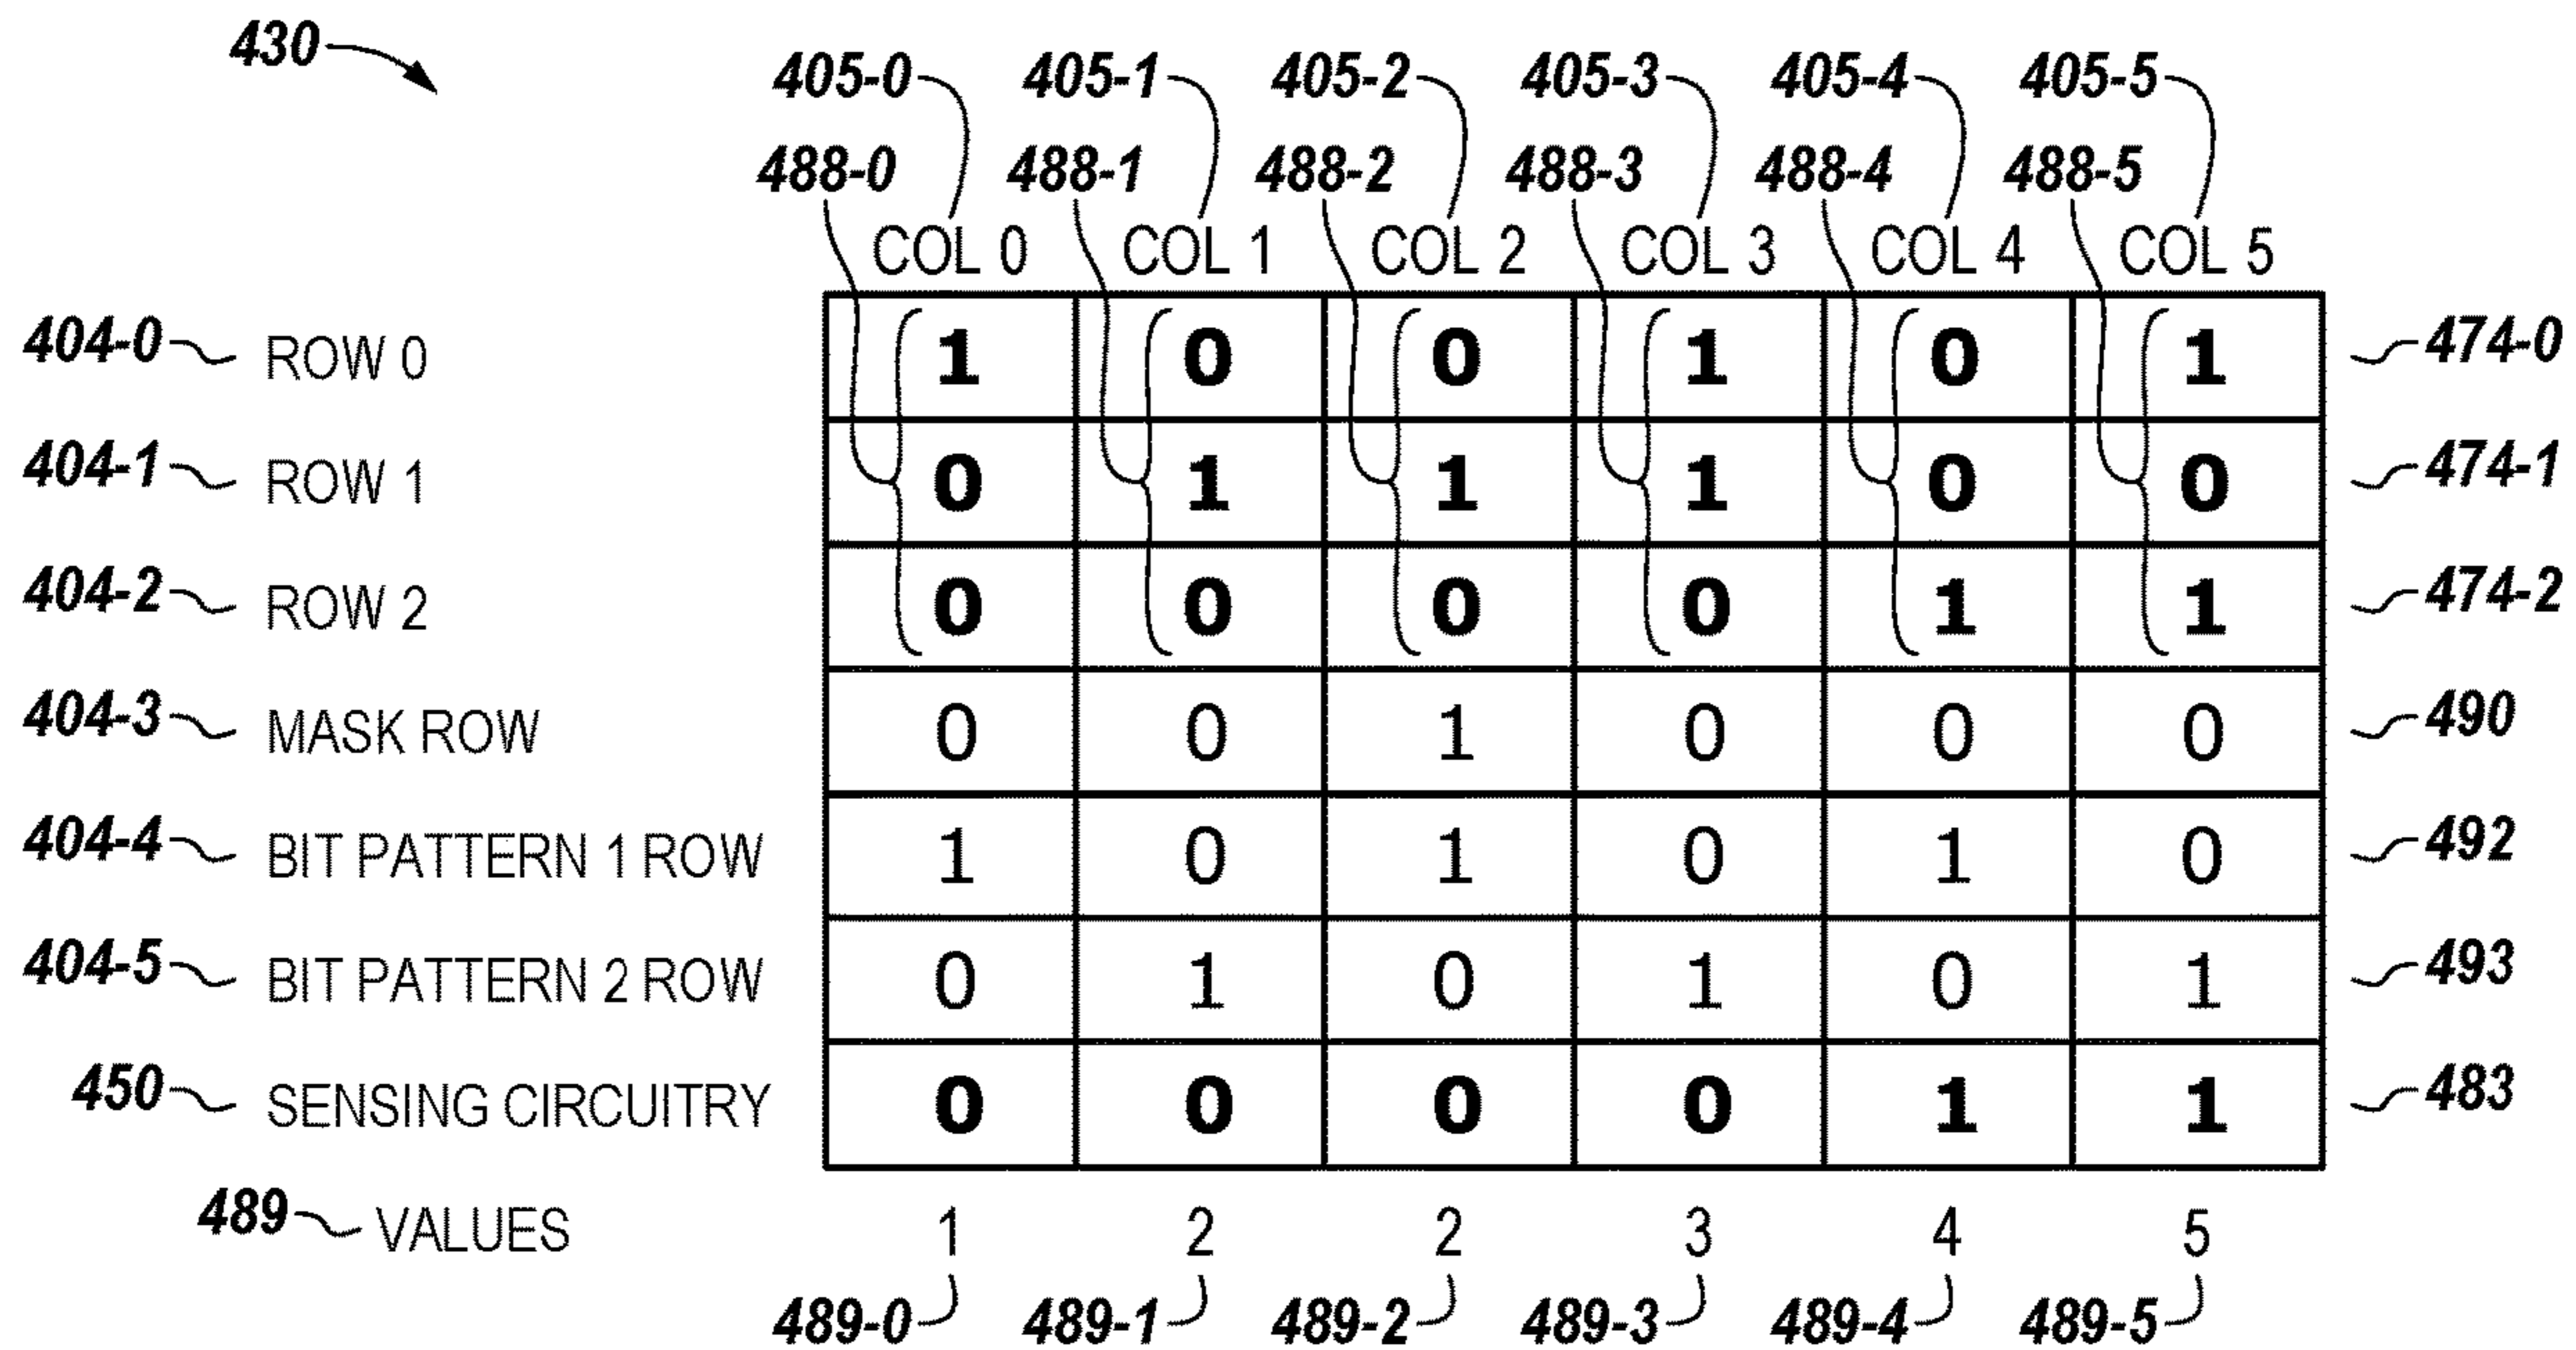 430
405-0 405-1 405-2 405-3 405-4 405-5
488-0 488-1 488-2 488-3 488-4 488-5
COL 0 COL 1 COL 2 COL 3 COL 4 COL 5
404-0 ROW 0 1 0 0 1 0 1 474-0
404-1 ROW 1 0 1 1 1 0 0 474-1
404-2 ROW 2 0 0 0 0 1 1 474-2
404-3 MASK ROW 0 0 1 0 0 0 490
404-4 BIT PATTERN 1 ROW 1 0 1 0 1 0 492
404-5 BIT PATTERN 2 ROW 0 1 0 1 0 1 493
450 SENSING CIRCUITRY 0 0 0 0 1 1 483
489 VALUES 1 2 2 3 4 5
489-0 489-1 489-2 489-3 489-4 489-5